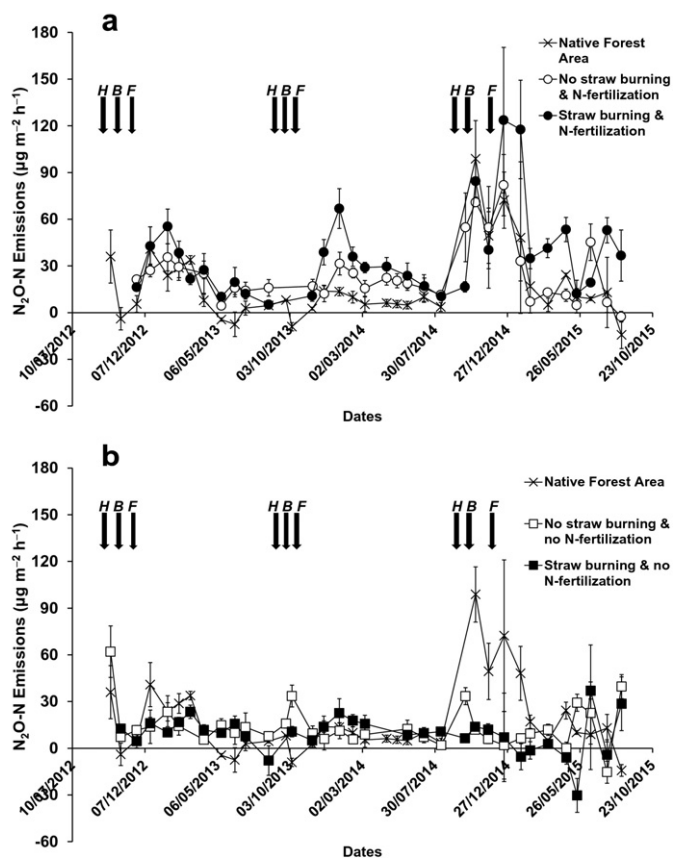 a
N₂O-N Emissions (µg m⁻² h⁻¹)
180
150
120
90
60
30
0
-30
-60
H B F
H B F
H B F
Native Forest
Area
No straw burning
& N-fertilization
Straw burning &
N-fertilization
10/03/2012
07/12/2012
06/05/2013
03/10/2013
02/03/2014
30/07/2014
27/12/2014
26/05/2015
23/10/2015
Dates
b
N₂O-N Emissions (µg m⁻² h⁻¹)
180
150
120
90
60
30
0
-30
-60
H B F
H B F
H B F
Native Forest Area
No straw burning &
no N-fertilization
Straw burning & no
N-fertilization
10/03/2012
07/12/2012
06/05/2013
03/10/2013
02/03/2014
30/07/2014
27/12/2014
26/05/2015
23/10/2015
Dates